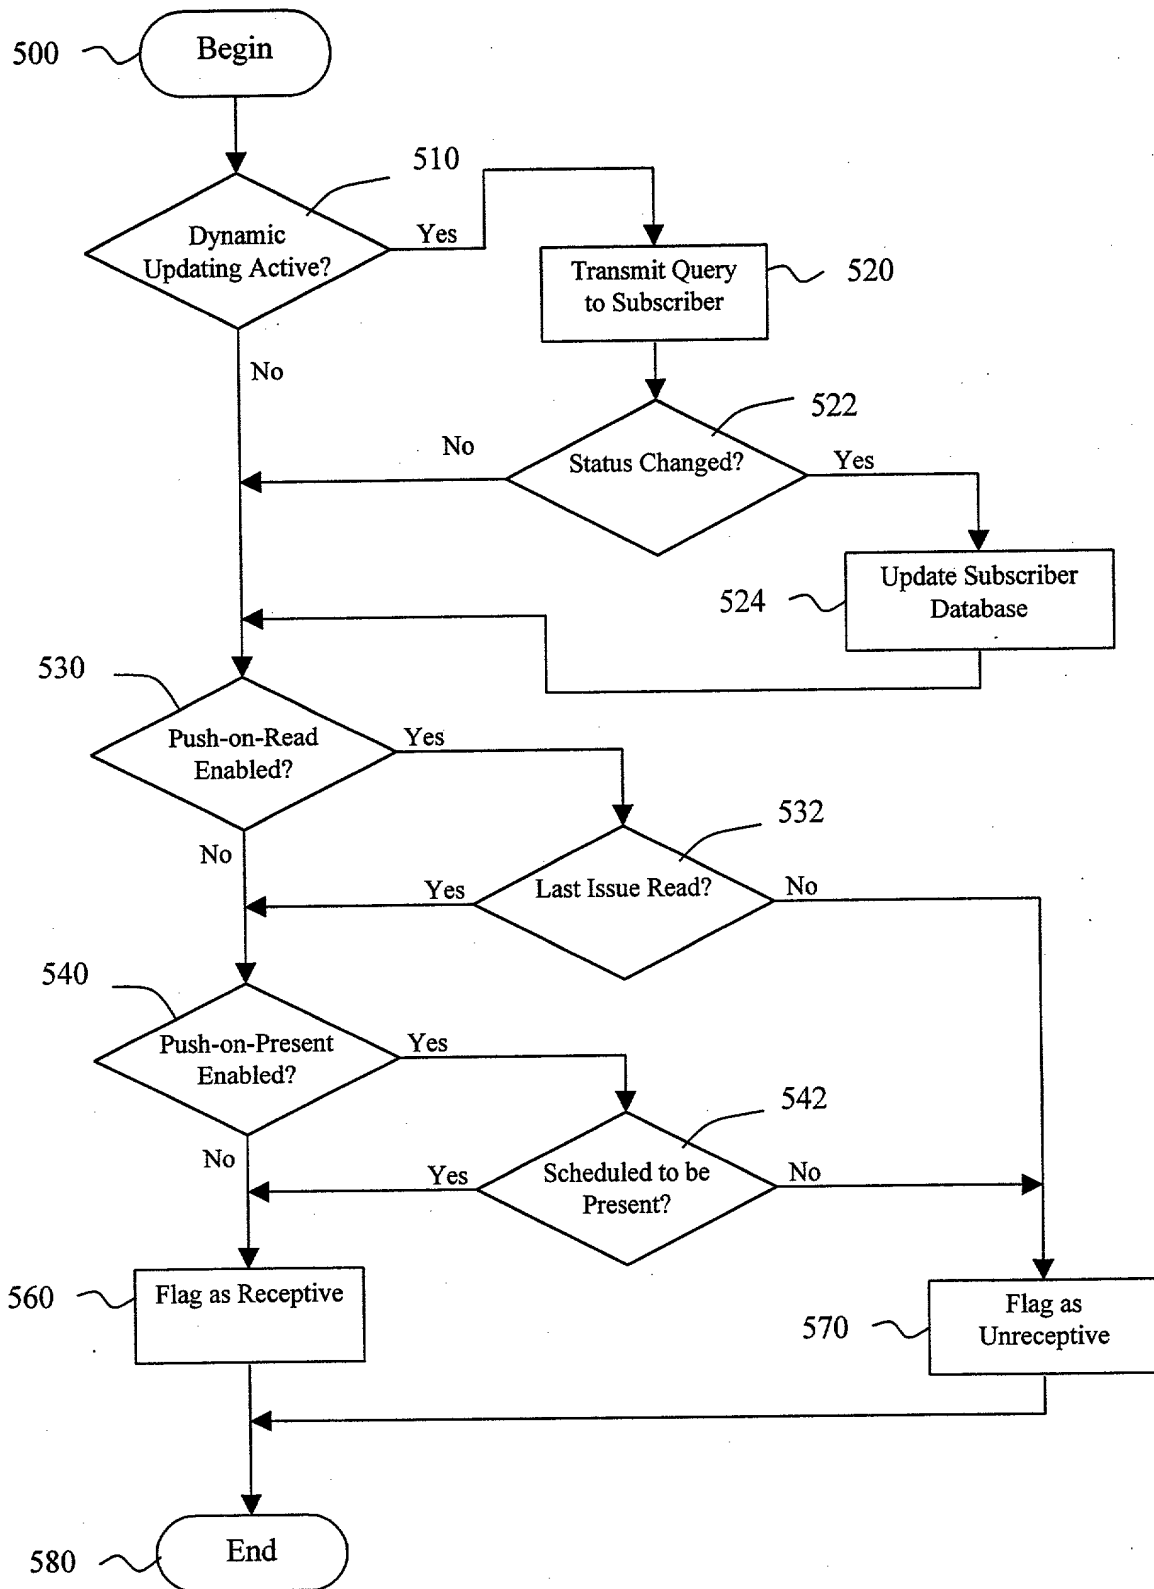 500
Begin
510
Dynamic
Updating Active?
Yes
Transmit Query
to Subscriber
520
No
522
No
Status Changed?
Yes
524
Update Subscriber
Database
530
Push-on-Read
Enabled?
Yes
No
532
Yes
Last Issue Read?
No
540
Push-on-Present
Enabled?
Yes
No
542
Yes
Scheduled to be
Present?
No
560
Flag as Receptive
570
Flag as
Unreceptive
580
End